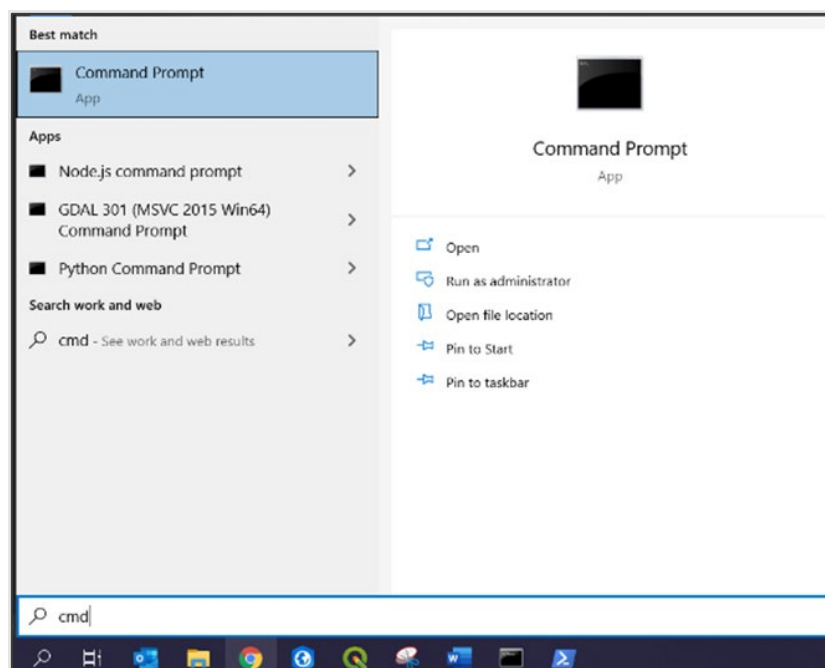 Best match
Command Prompt
App
Apps
Node.js command prompt
GDAL 301 (MSVC 2015 Win64)
Command Prompt
Python Command Prompt
Search work and web
cmd - See work and web results
Command Prompt
App
Open
Run as administrator
Open file location
Pin to Start
Pin to taskbar
cmd